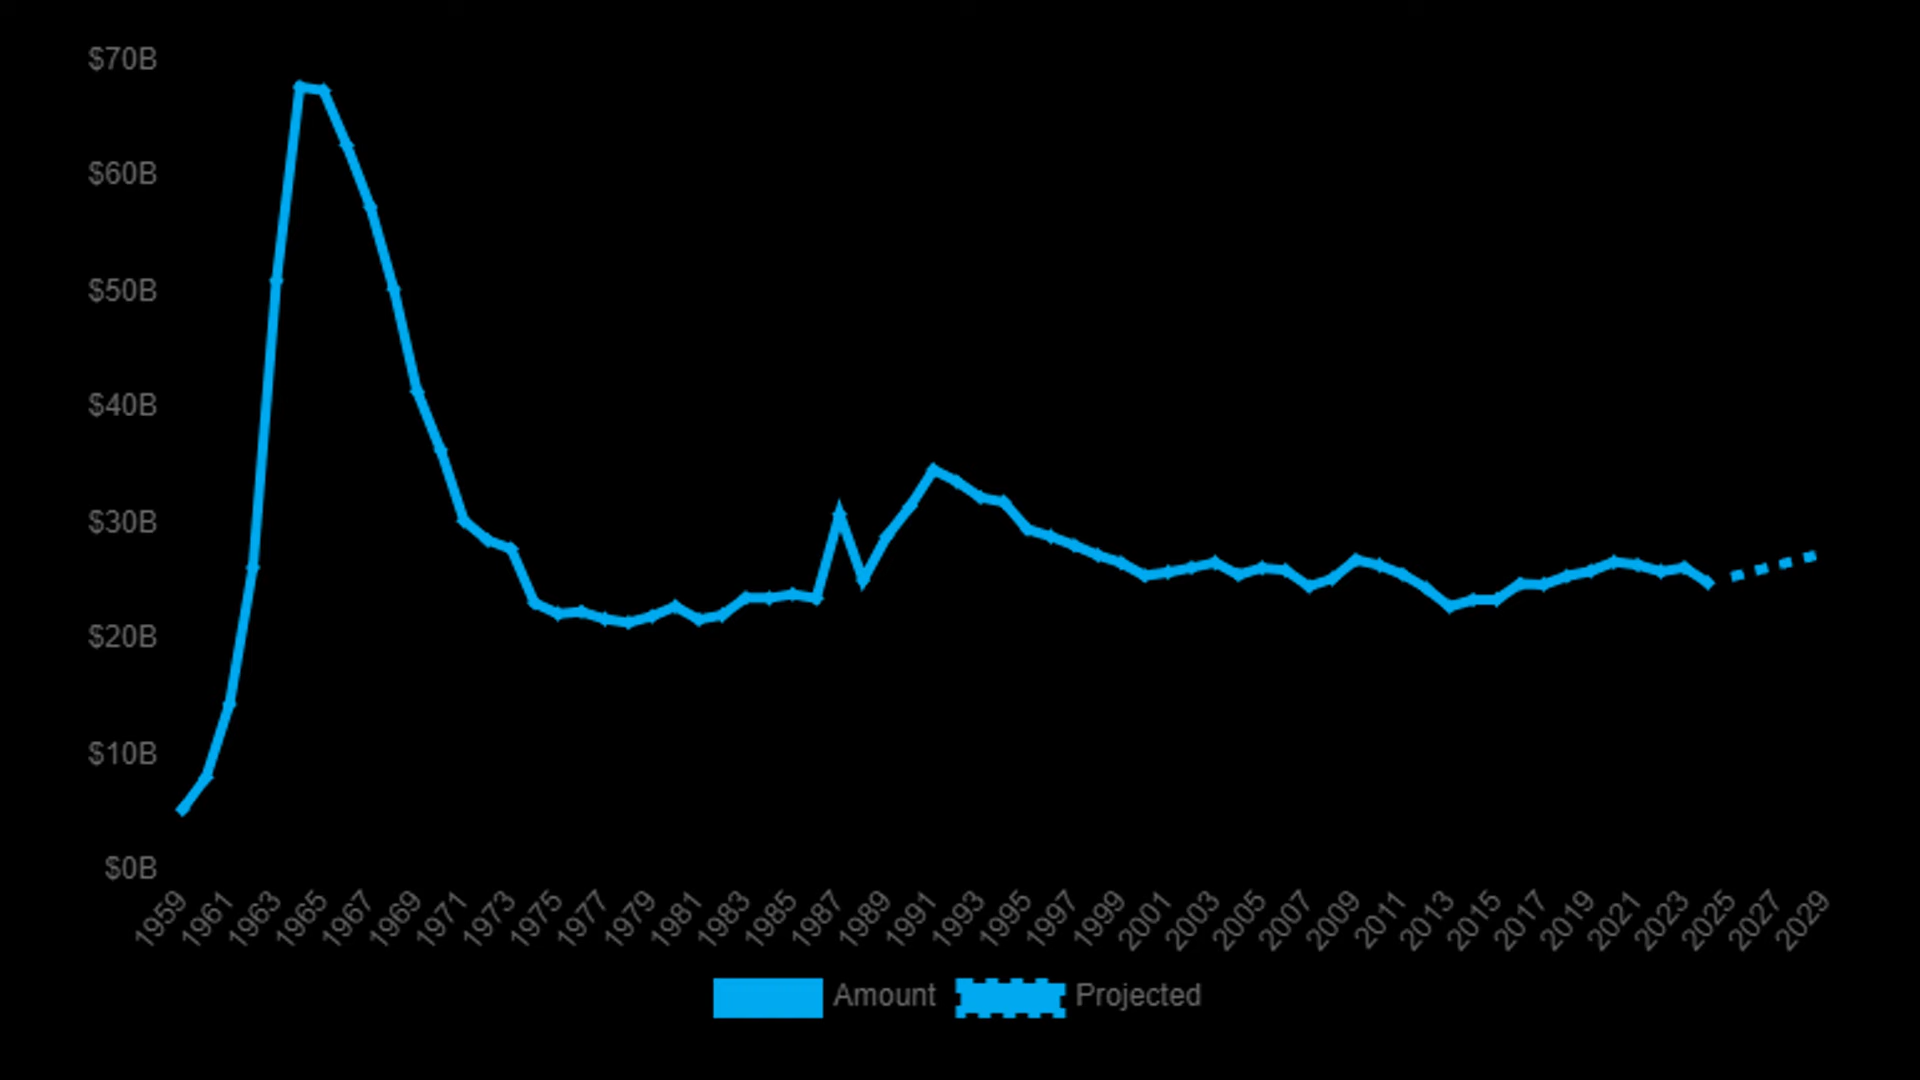 $70B
$60B
$50B
$40B
$30B
$20B
$10B
$0B
1959 1961 1963 1965 1967 1969 1971 1973 1975 1977 1979 1981 1983 1985 1987 1989 1991 1993 1995 1997 1999 2001 2003 2005 2007 2009 2011 2013 2015 2017 2019 2021 2023 2025 2027 2029
Amount Projected